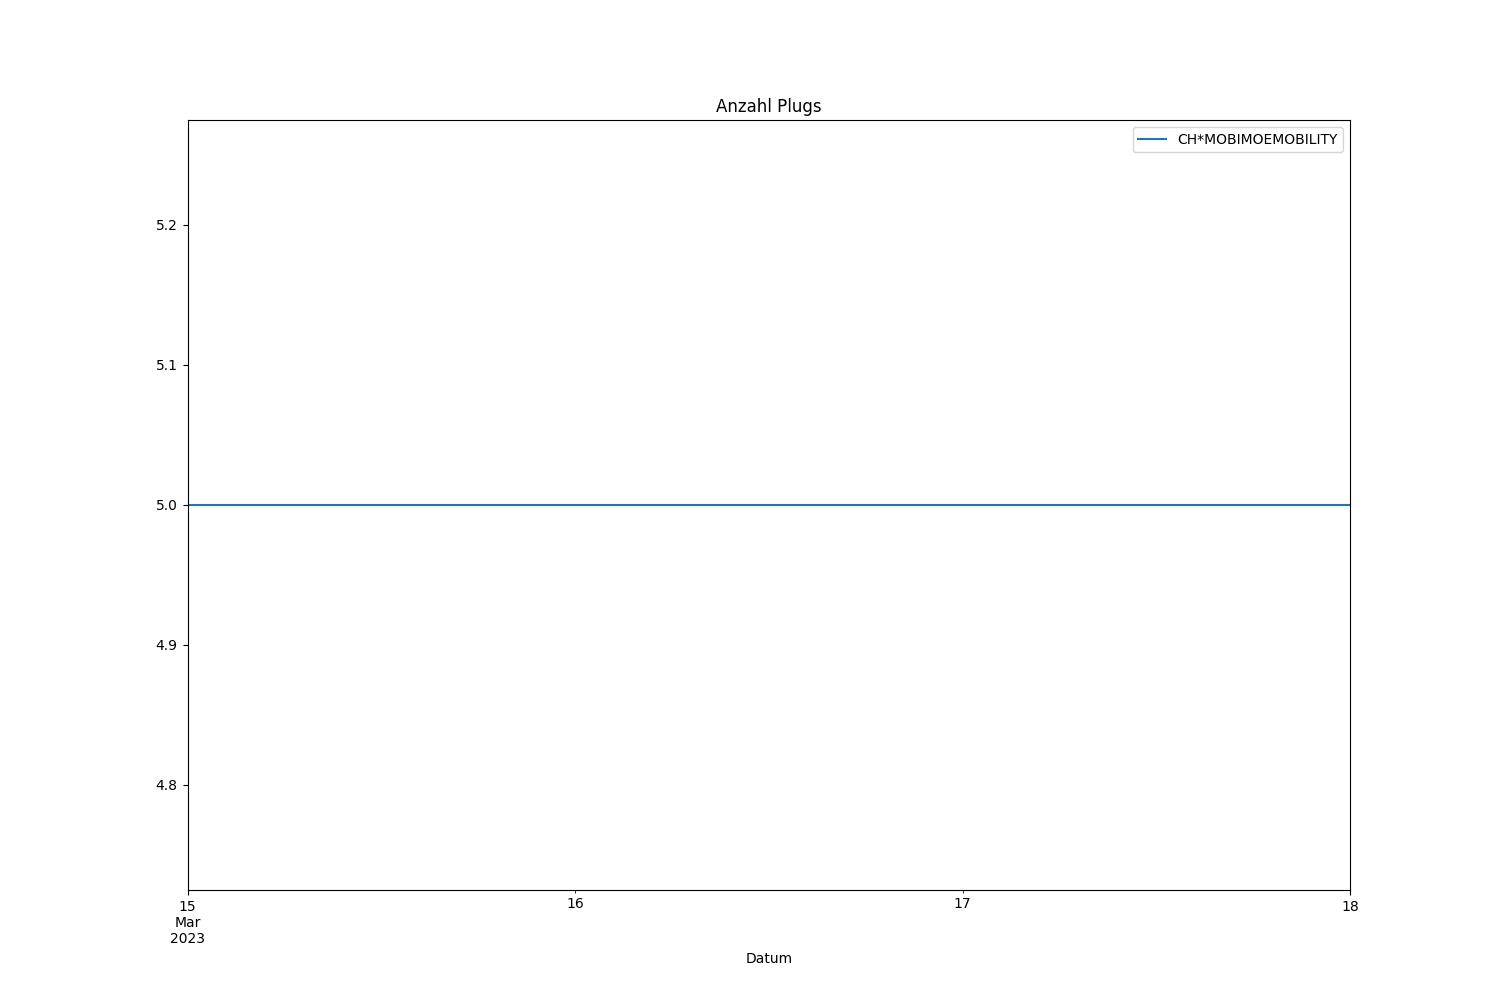 Anzahl Plugs
CH*MOBIMOEMOBILITY
5.2
5.1
5.0
4.9
4.8
15
Mar
2023
16
17
18
Datum